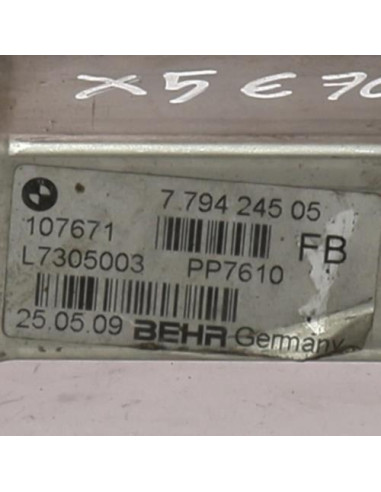 X5 E70
7.794 245 05
107671
FB
L7305003 PP7610
25.05.09 BEHR Germany